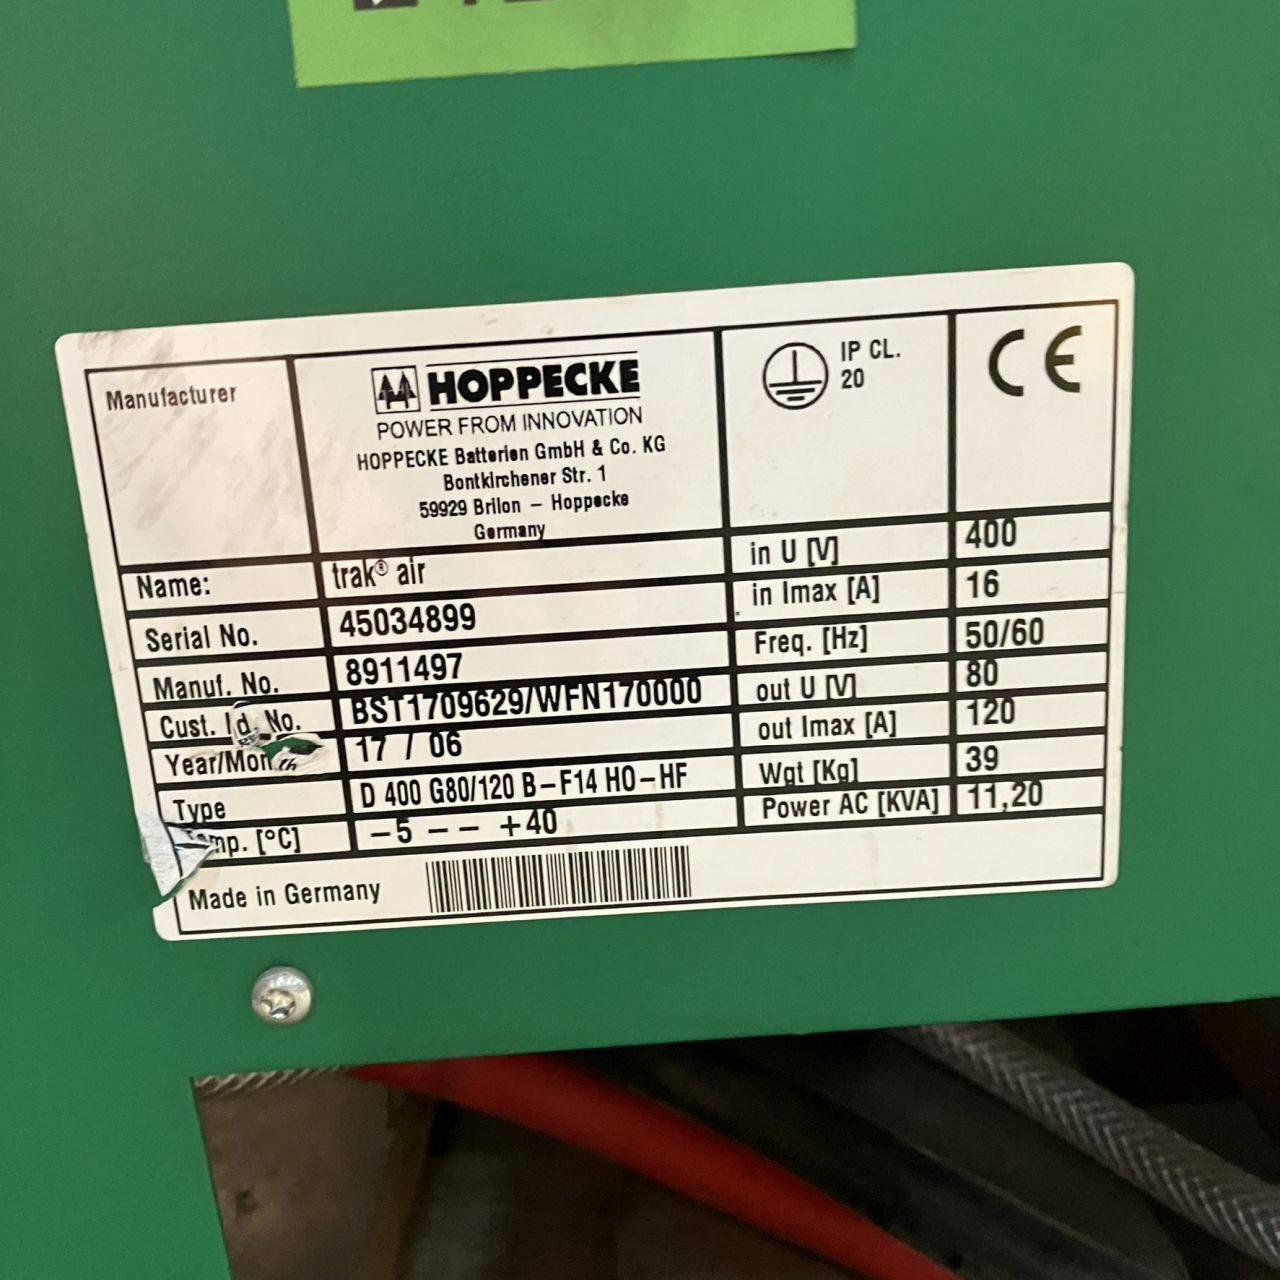 Manufacturer
HOPPECKE
POWER FROM INNOVATION
HOPPECKE Batterien GmbH & Co. KG
Bontkirchener Str. 1
59929 Brilon – Hoppecke
Germany
IP CL.
20
CE
Name: trak® air
Serial No. 45034899
Manuf. No. 8911497
Cust. Id. No. BST1709629/WFN170000
Year/Month 17 / 06
Type D 400 G80/120 B–F14 HO–HF
[°C] –5 –– +40
in U [V] 400
in Imax [A] 16
Freq. [Hz] 50/60
out U [V] 80
out Imax [A] 120
Wgt [Kg] 39
Power AC [KVA] 11,20
Made in Germany